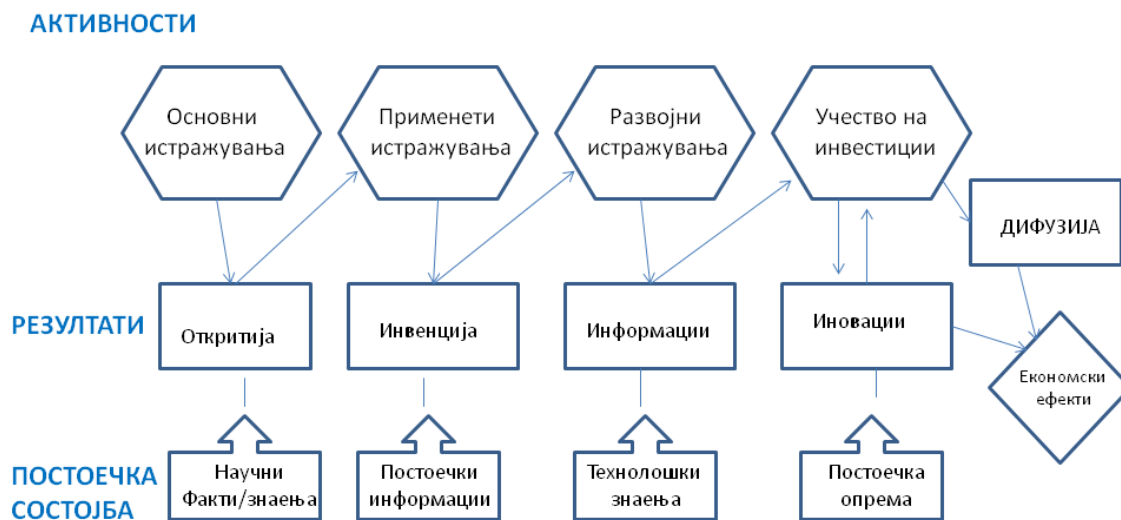 АКТИВНОСТИ
Основни
истражувања
Применети
истражувања
Развојни
истражувања
Учество на
инвестиции
ДИФУЗИЈА
РЕЗУЛТАТИ
Откритија
Инвенција
Информации
Иновации
Економски
ефекти
ПОСТОЕЧКА
СОСТОЈБА
Научни
Факти/знаења
Постоечки
информации
Технолошки
знаења
Постоечка
опрема